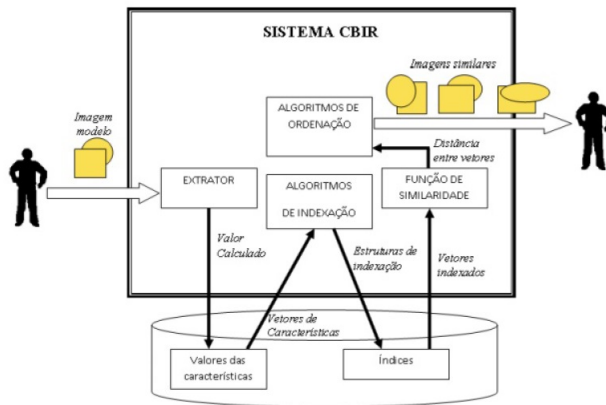 SISTEMA CBIR
Imagem
modelo
Imagens similares
ALGORITMOS DE
ORDENAÇÃO
Distância
entre vetores
EXTRATOR
ALGORITMOS
DE INDEXAÇÃO
FUNÇÃO DE
SIMILARIDADE
Valor
Calculado
Estruturas de
indexação
Vetores
indexados
Vetores de
Características
Valores das
características
Índices